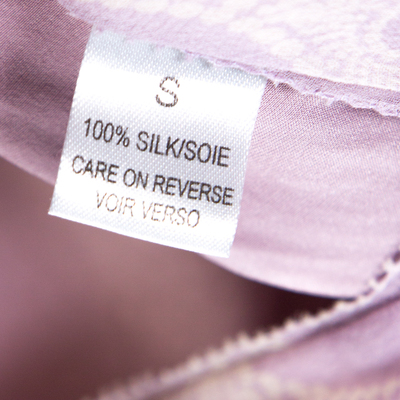 S
100% SILK/SOIE
CARE ON REVERSE
VOIR VERSO